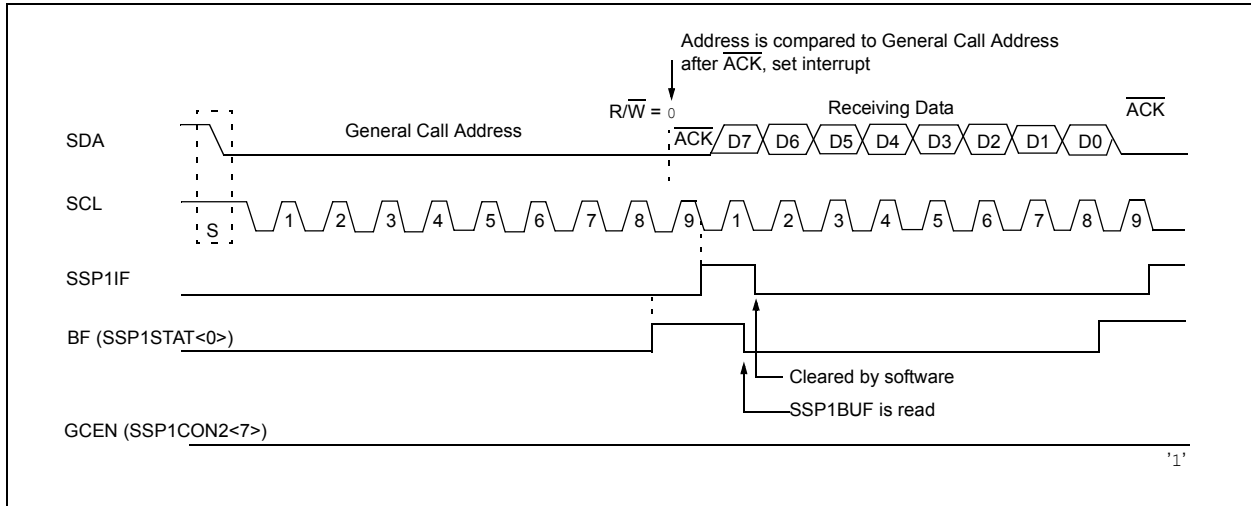 Address is compared to General Call Address
after ACK, set interrupt
R/W = 0
Receiving Data
ACK
General Call Address
SDA
ACK
D7 D6 D5 D4 D3 D2 D1 D0
SCL
S
1 2 3 4 5 6 7 8 9 1 2 3 4 5 6 7 8 9
SSP1IF
BF (SSP1STAT<0>)
Cleared by software
SSP1BUF is read
GCEN (SSP1CON2<7>)
’1’